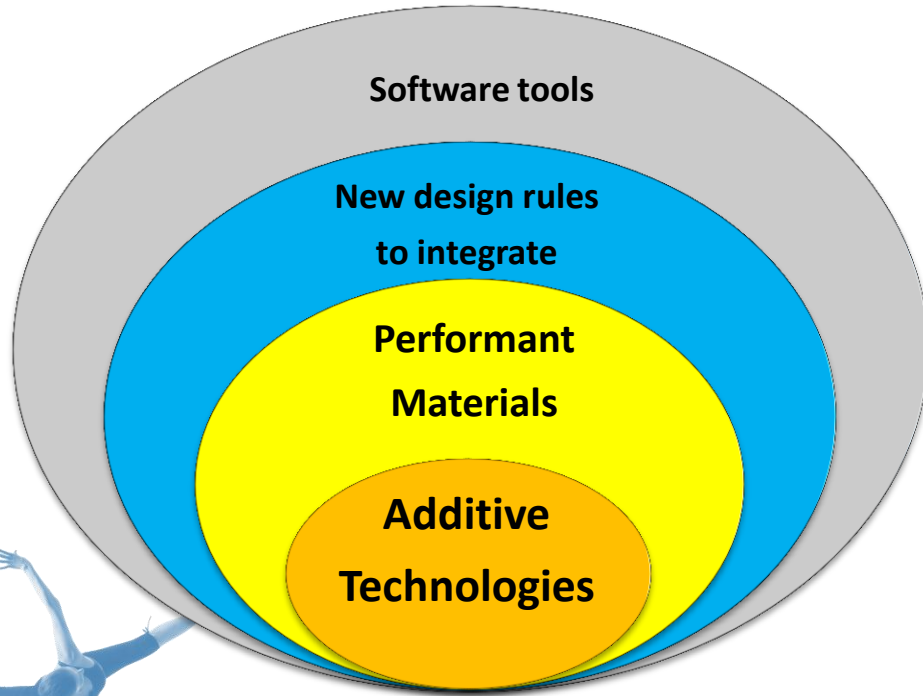 Software tools
New design rules
to integrate
Performant
Materials
Additive
Technologies